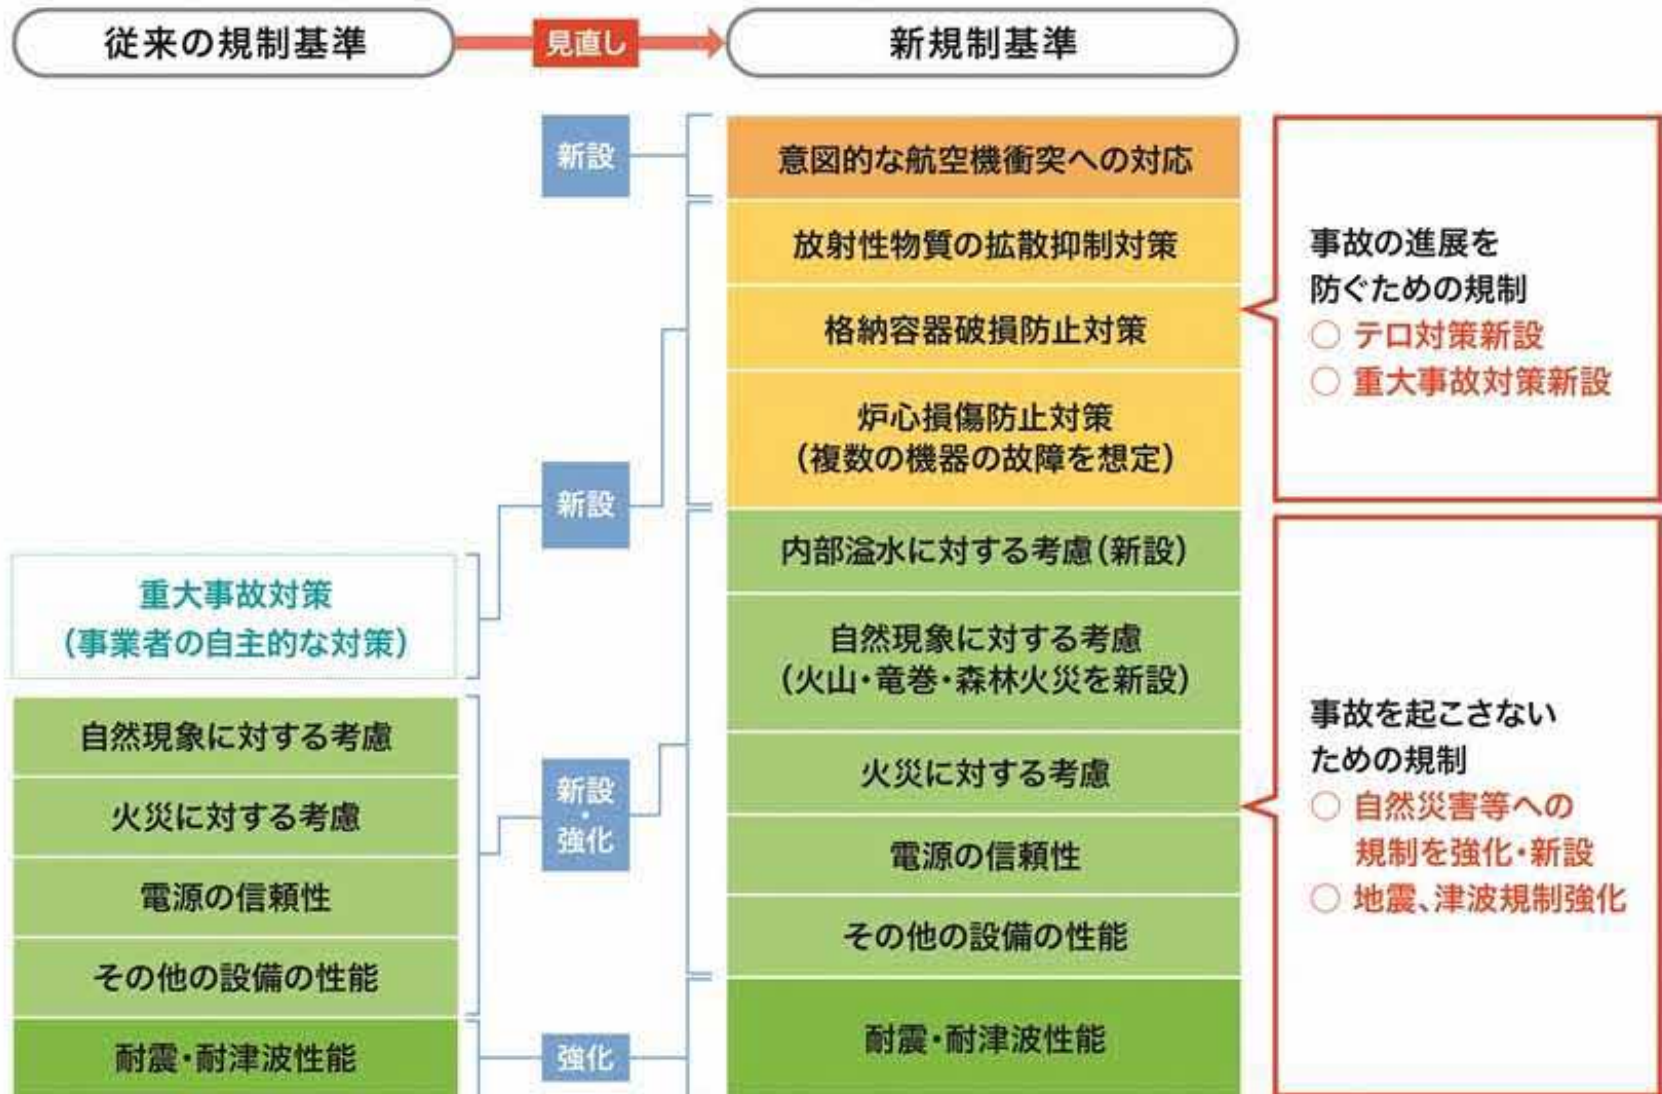 従来の規制基準
見直し
新規制基準
新設
意図的な航空機衝突への対応
放射性物質の拡散抑制対策
格納容器破損防止対策
炉心損傷防止対策
（複数の機器の故障を想定）
新設
内部溢水に対する考慮（新設）
自然現象に対する考慮
（火山・竜巻・森林火災を新設）
火災に対する考慮
電源の信頼性
その他の設備の性能
耐震・耐津波性能
重大事故対策
（事業者の自主的な対策）
自然現象に対する考慮
火災に対する考慮
電源の信頼性
その他の設備の性能
耐震・耐津波性能
新設
・
強化
強化
事故の進展を
防ぐための規制
○ テロ対策新設
○ 重大事故対策新設
事故を起こさない
ための規制
○ 自然災害等への
規制を強化・新設
○ 地震、津波規制強化